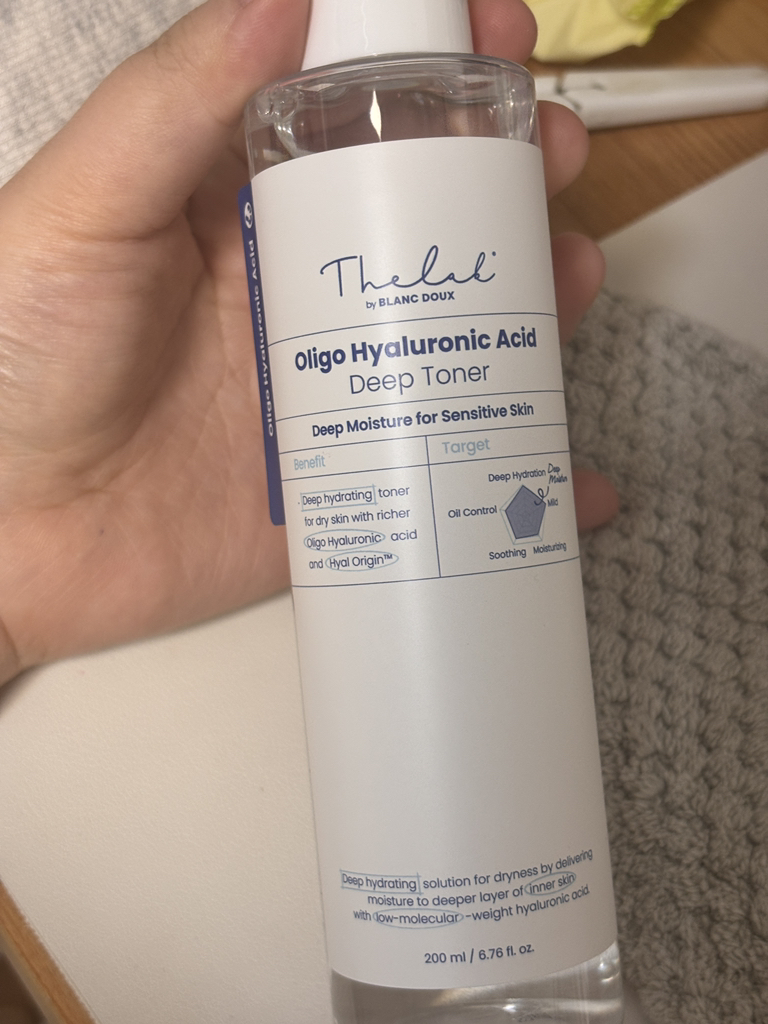 Thelab
by BLANC DOUX
Oligo Hyaluronic Acid
Deep Toner
Deep Moisture for Sensitive Skin
Benefit
Deep hydrating toner
for dry skin with richer
Oligo Hyaluronic acid
and Hyal Origin™
Target
Deep Hydration
Deep
Moisture
Oil Control
Mild
Soothing
Moisturizing
Deep hydrating solution for dryness by delivering
moisture to deeper layer of inner skin
with low-molecular-weight hyaluronic acid.
200 ml / 6.76 fl. oz.
Oligo Hyaluronic Acid